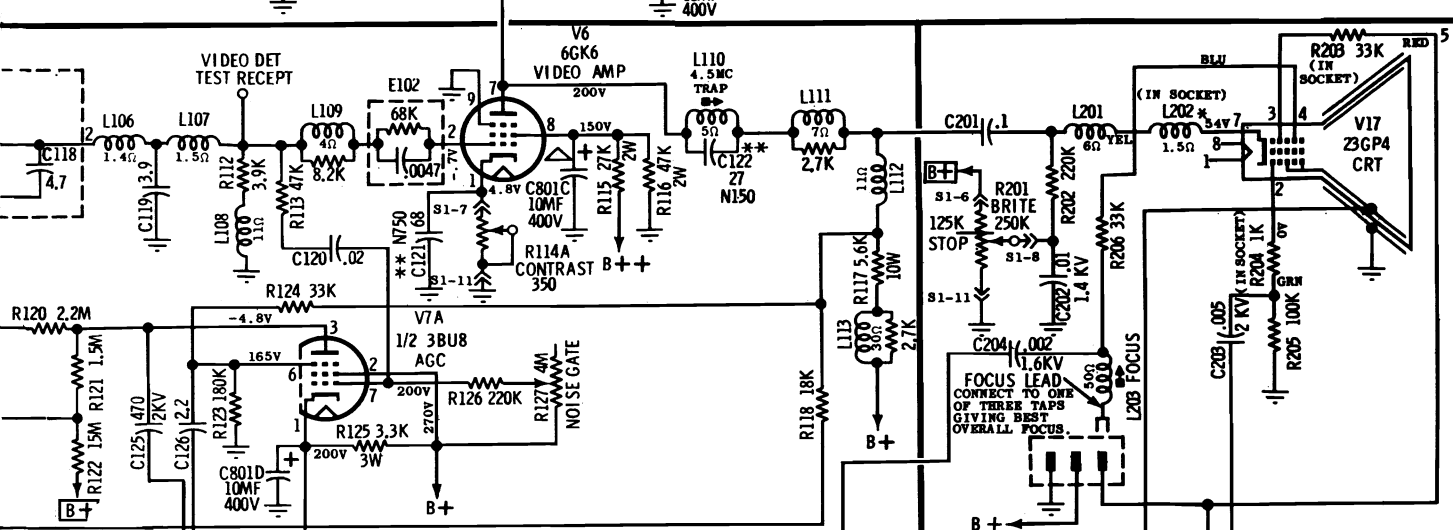 400V
V6
6GK6
VIDEO AMP
200V
VIDEO DET
TEST RECEPT
E102
68K
.0047
L106
1.4Ω
L107
1.5Ω
L109
4Ω
8.2K
2
C118
4.7
C119 3.9
R112 3.9K
R113 47K
L108 11Ω
C120 .02
9
7
2
8
1
4.8V
150V
C801C
10MF
400V
R115 27K 2W
R116 47K 2W
B++
S1-7
S1-11
R114A
CONTRAST
350
** N750
C121 68
L110
4.5MC
TRAP
5Ω
C122 **
27
N150
L111
7Ω
2.7K
11Ω L112
R117 5.6K
10W
L113
30Ω
2.7K
B+
R118 18K
C201 .1
B+
S1-6
125K
STOP
R201
BRITE
250K
S1-8
S1-11
R202 220K
C202 .01
1.4 KV
L201
6Ω
YEL
(IN SOCKET)
L202 *
1.5Ω
54V
7
8
1
3
4
2
BLU
R203 33K
(IN
SOCKET)
RED
5
V17
23GP4
CRT
R206 33K
0V
R204 1K
(IN SOCKET)
GRN
R205 100K
C203 .005
2 KV
C204 .002
1.6KV
FOCUS LEAD
CONNECT TO ONE
OF THREE TAPS
GIVING BEST
OVERALL FOCUS.
50Ω
L203 FOCUS
B+
R120 2.2M
R121 1.5M
R122 15M
B+
C125 470
2KV
C126 2.2
R124 33K
-4.8V
165V
R123 180K
V7A
1/2 3BU8
AGC
3
6
2
7
1
200V
270V
R126 220K
R127 4M
NOISE GATE
R125 3.3K
3W
200V
C801D
10MF
400V
B+